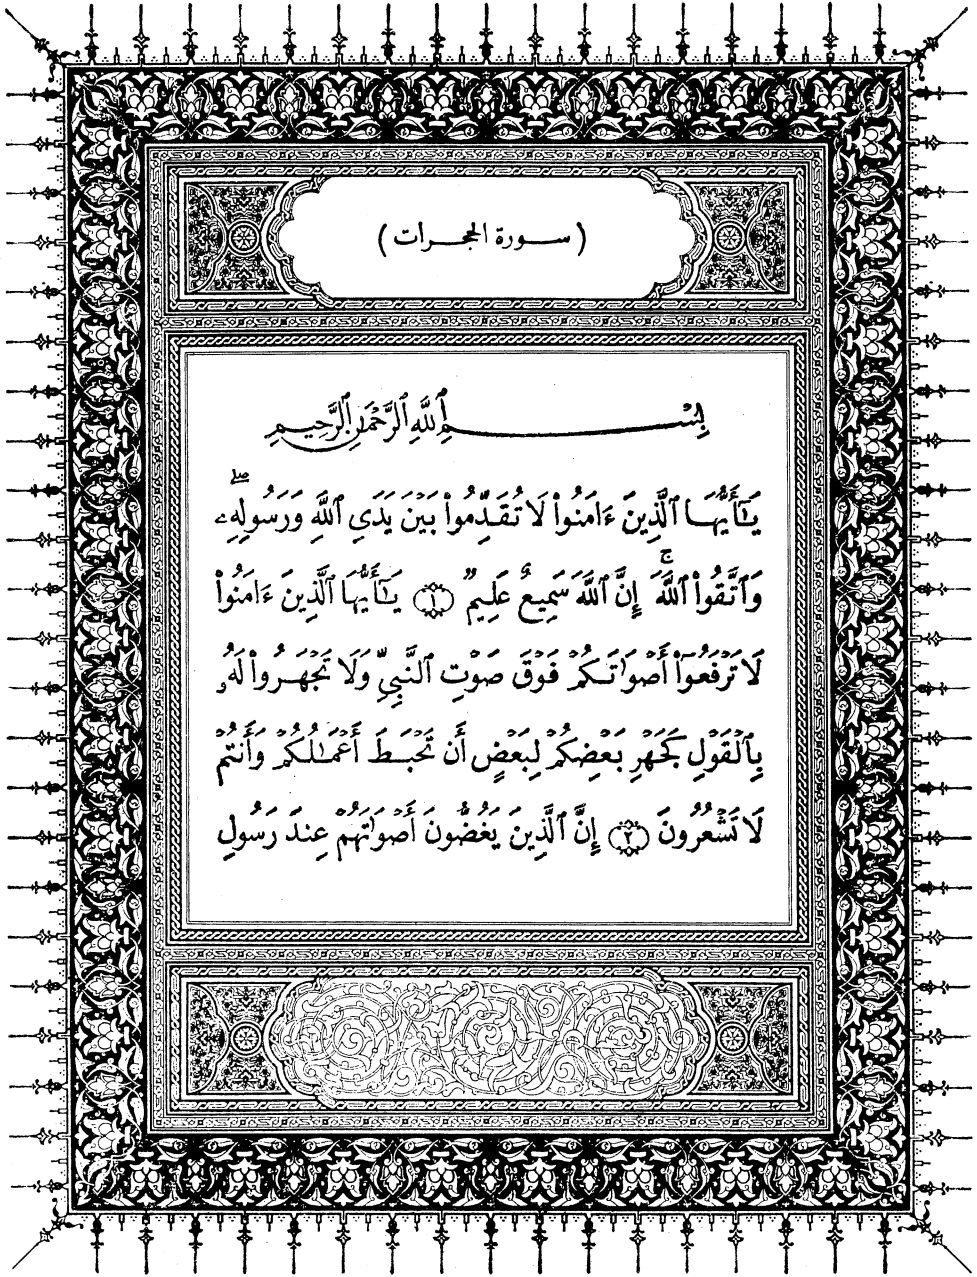 (سورة الحجرات)
بِسْمِ ٱللَّهِ ٱلرَّحْمَٰنِ ٱلرَّحِيمِ
يَٰٓأَيُّهَا ٱلَّذِينَ ءَامَنُوا۟ لَا تُقَدِّمُوا۟ بَيْنَ يَدَىِ ٱللَّهِ وَرَسُولِهِۦۖ
وَٱتَّقُوا۟ ٱللَّهَۚ إِنَّ ٱللَّهَ سَمِيعٌ عَلِيمٌ ١ يَٰٓأَيُّهَا ٱلَّذِينَ ءَامَنُوا۟
لَا تَرْفَعُوٓا۟ أَصْوَٰتَكُمْ فَوْقَ صَوْتِ ٱلنَّبِىِّ وَلَا تَجْهَرُوا۟ لَهُۥ
بِٱلْقَوْلِ كَجَهْرِ بَعْضِكُمْ لِبَعْضٍ أَن تَحْبَطَ أَعْمَٰلُكُمْ وَأَنتُمْ
لَا تَشْعُرُونَ ٢ إِنَّ ٱلَّذِينَ يَغُضُّونَ أَصْوَٰتَهُمْ عِندَ رَسُولِ